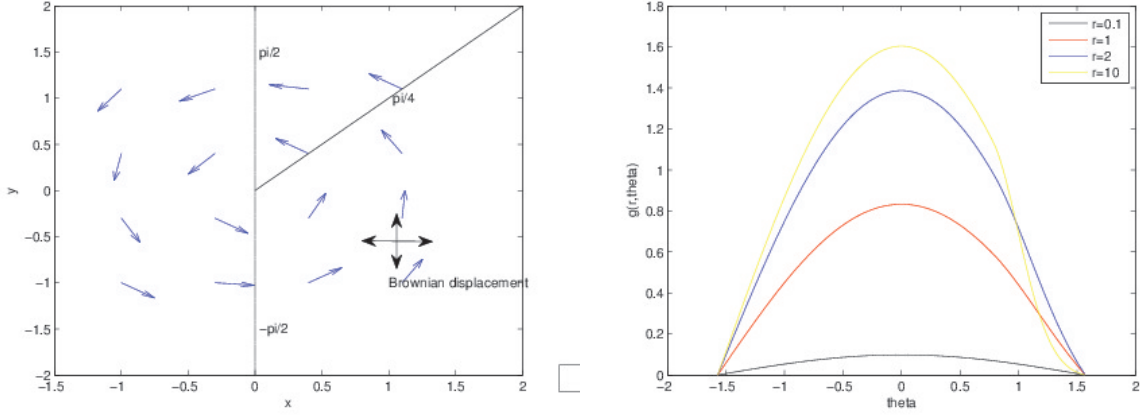 2
1.5
1
0.5
0
−0.5
−1
−1.5
−2
y
−1.5 −1 −0.5 0 0.5 1 1.5 2
x
pi/2
pi/4
−pi/2
Brownian displacement
1.8
1.6
1.4
1.2
1
0.8
0.6
0.4
0.2
0
g(r,theta)
−2 −1.5 −1 −0.5 0 0.5 1 1.5 2
theta
r=0.1
r=1
r=2
r=10